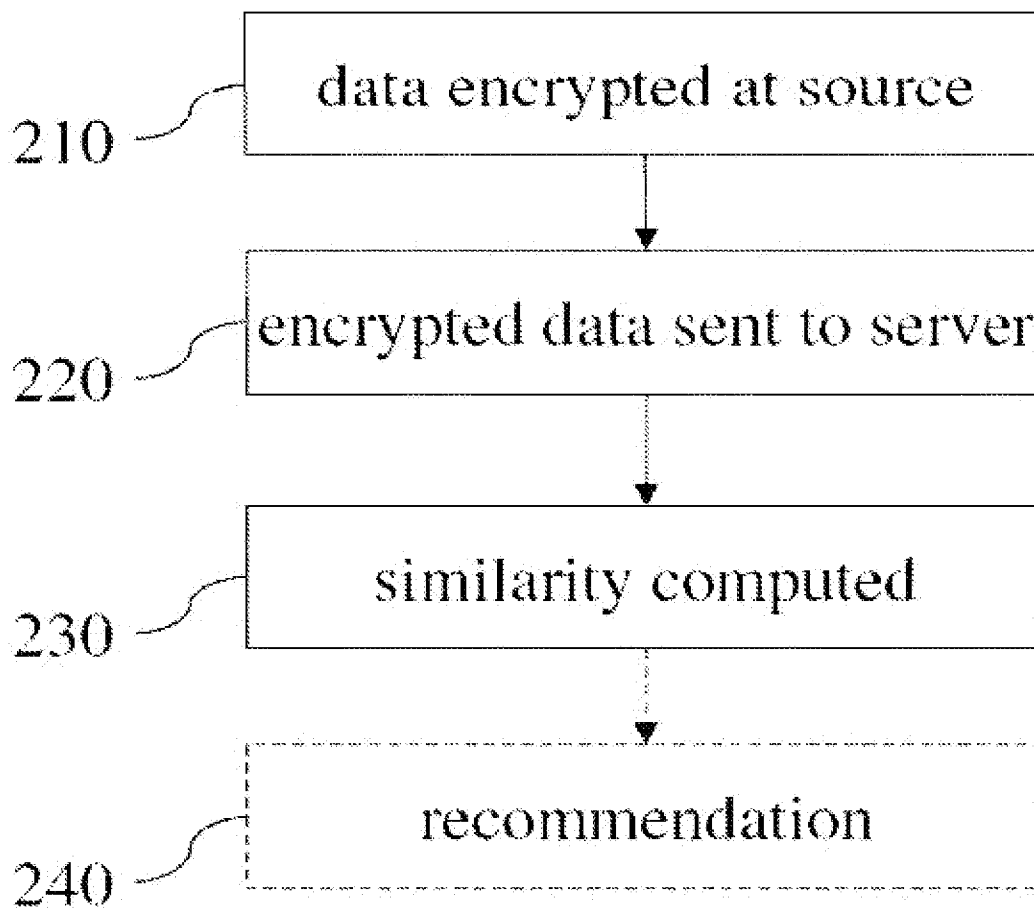 data encrypted at source
210
encrypted data sent to server
220
similarity computed
230
recommendation
240